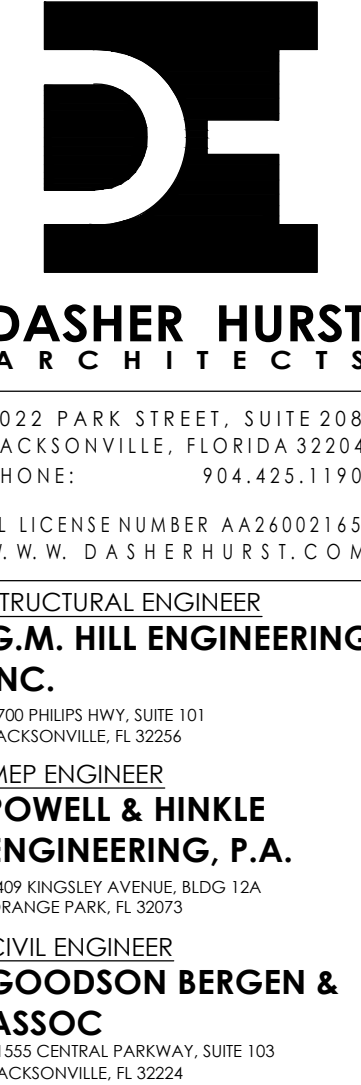 DASHER HURST
ARCHITECTS
022 PARK STREET, SUITE 208
ACKSONVILLE, FLORIDA 32204
HONE: 904.425.1190
L LICENSE NUMBER AA26002165
W.W.W. DASHERHURST.COM
TRUCTURAL ENGINEER
G.M. HILL ENGINEERING
INC.
700 PHILIPS HWY, SUITE 101
ACKSONVILLE, FL 32256
MEP ENGINEER
POWELL & HINKLE
ENGINEERING, P.A.
409 KINGSLEY AVENUE, BLDG 12A
ORANGE PARK, FL 32073
CIVIL ENGINEER
GOODSON BERGEN &
ASSOC
1555 CENTRAL PARKWAY, SUITE 103
ACKSONVILLE, FL 32224